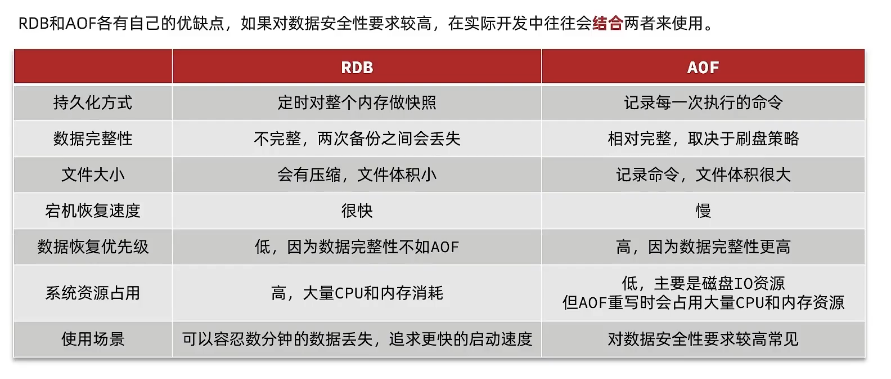 RDB和AOF各有自己的优缺点，如果对数据安全性要求较高，在实际开发中往往会结合两者来使用。
RDB AOF
持久化方式 定时对整个内存做快照 记录每一次执行的命令
数据完整性 不完整，两次备份之间会丢失 相对完整，取决于刷盘策略
文件大小 会有压缩，文件体积小 记录命令，文件体积很大
宕机恢复速度 很快 慢
数据恢复优先级 低，因为数据完整性不如AOF 高，因为数据完整性更高
系统资源占用 高，大量CPU和内存消耗 低，主要是磁盘IO资源
但AOF重写时会占用大量CPU和内存资源
使用场景 可以容忍数分钟的数据丢失，追求更快的启动速度 对数据安全性要求较高常见